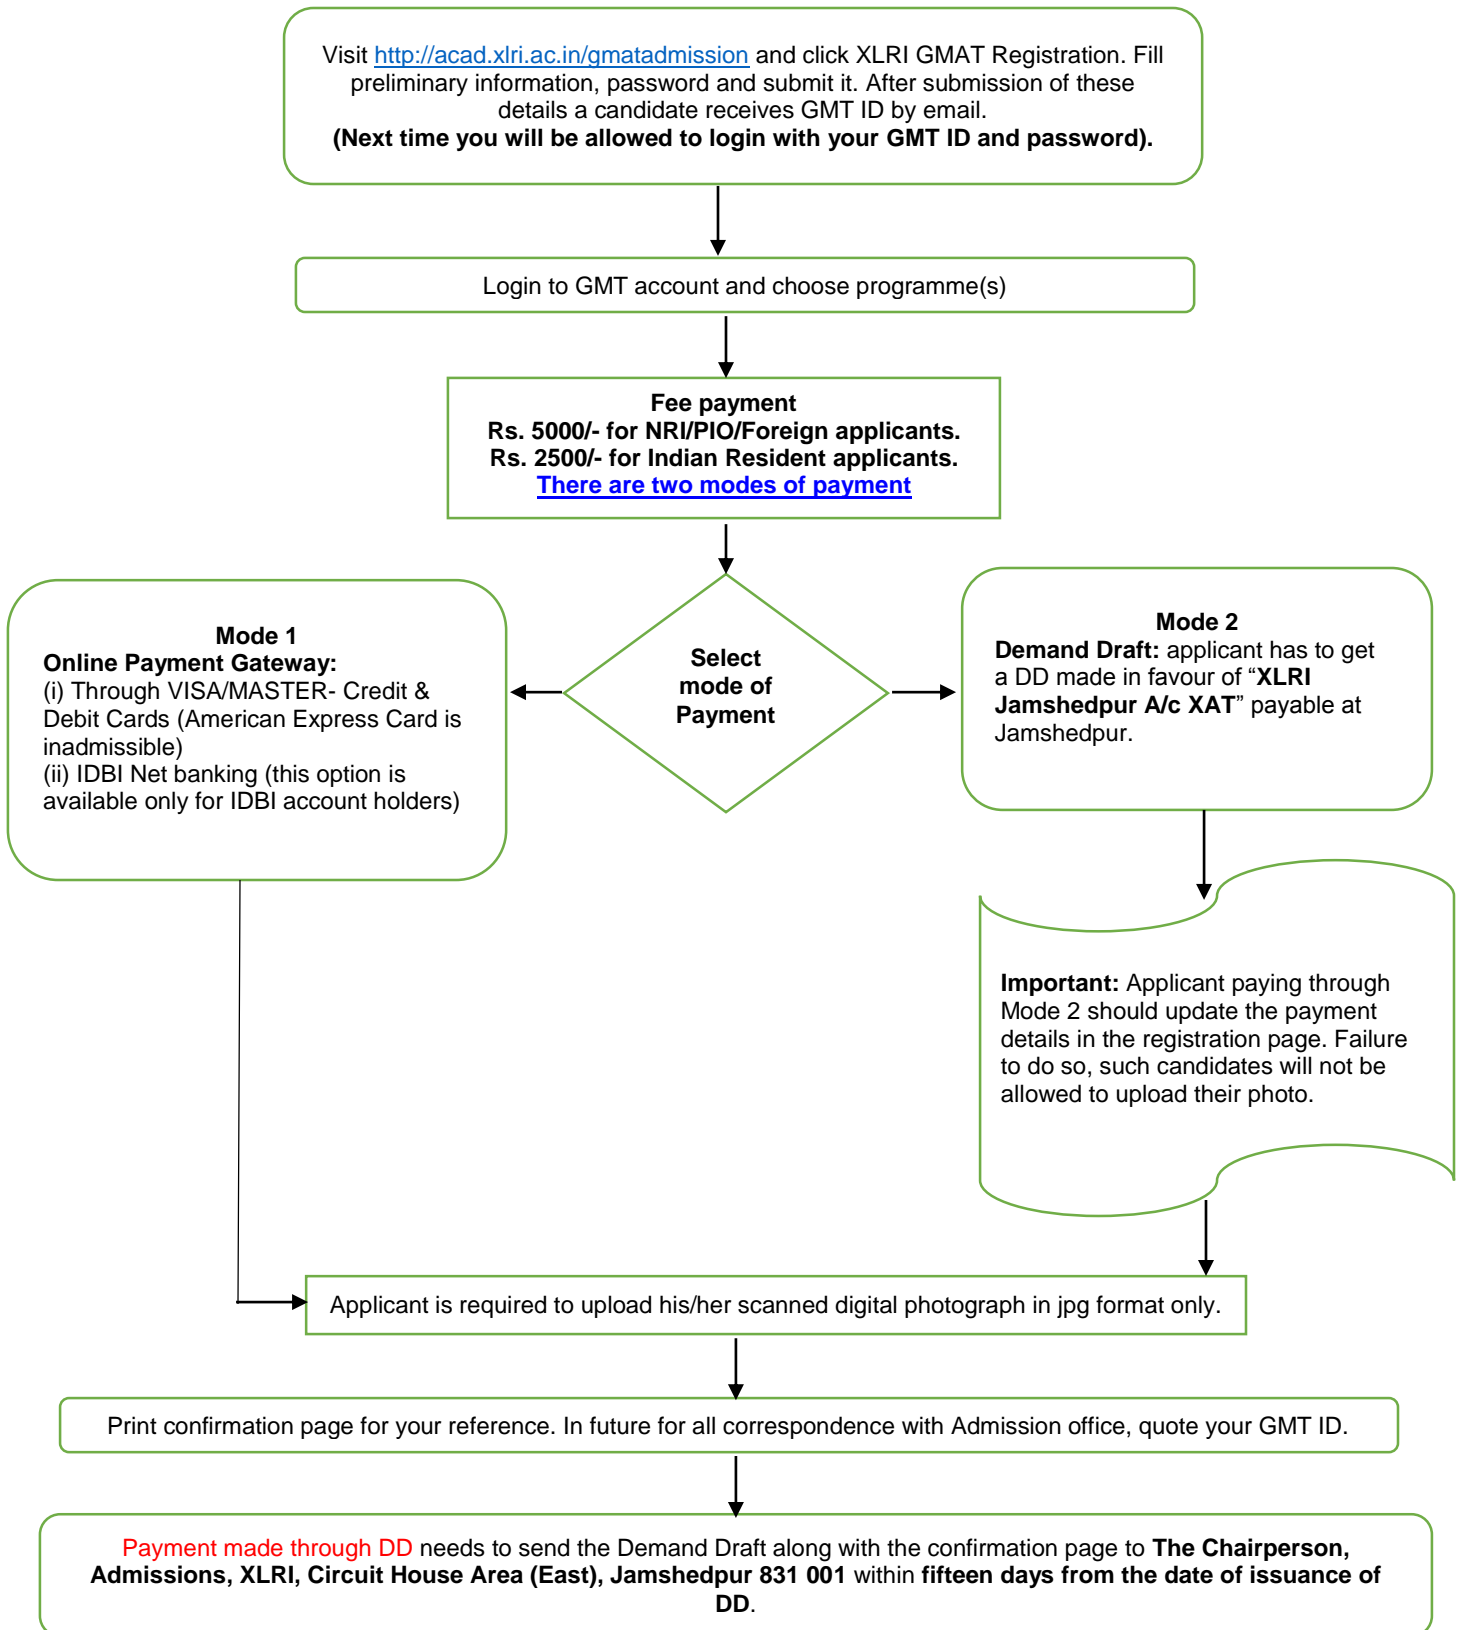 Visit http://acad.xlri.ac.in/gmatadmission and click XLRI GMAT Registration. Fill
preliminary information, password and submit it. After submission of these
details a candidate receives GMT ID by email.
(Next time you will be allowed to login with your GMT ID and password).
Login to GMT account and choose programme(s)
Fee payment
Rs. 5000/- for NRI/PIO/Foreign applicants.
Rs. 2500/- for Indian Resident applicants.
There are two modes of payment
Mode 1
Online Payment Gateway:
(i) Through VISA/MASTER- Credit &
Debit Cards (American Express Card is
inadmissible)
(ii) IDBI Net banking (this option is
available only for IDBI account holders)
Select
mode of
Payment
Mode 2
Demand Draft: applicant has to get
a DD made in favour of “XLRI
Jamshedpur A/c XAT” payable at
Jamshedpur.
Important: Applicant paying through
Mode 2 should update the payment
details in the registration page. Failure
to do so, such candidates will not be
allowed to upload their photo.
Applicant is required to upload his/her scanned digital photograph in jpg format only.
Print confirmation page for your reference. In future for all correspondence with Admission office, quote your GMT ID.
Payment made through DD needs to send the Demand Draft along with the confirmation page to The Chairperson,
Admissions, XLRI, Circuit House Area (East), Jamshedpur 831 001 within fifteen days from the date of issuance of
DD.